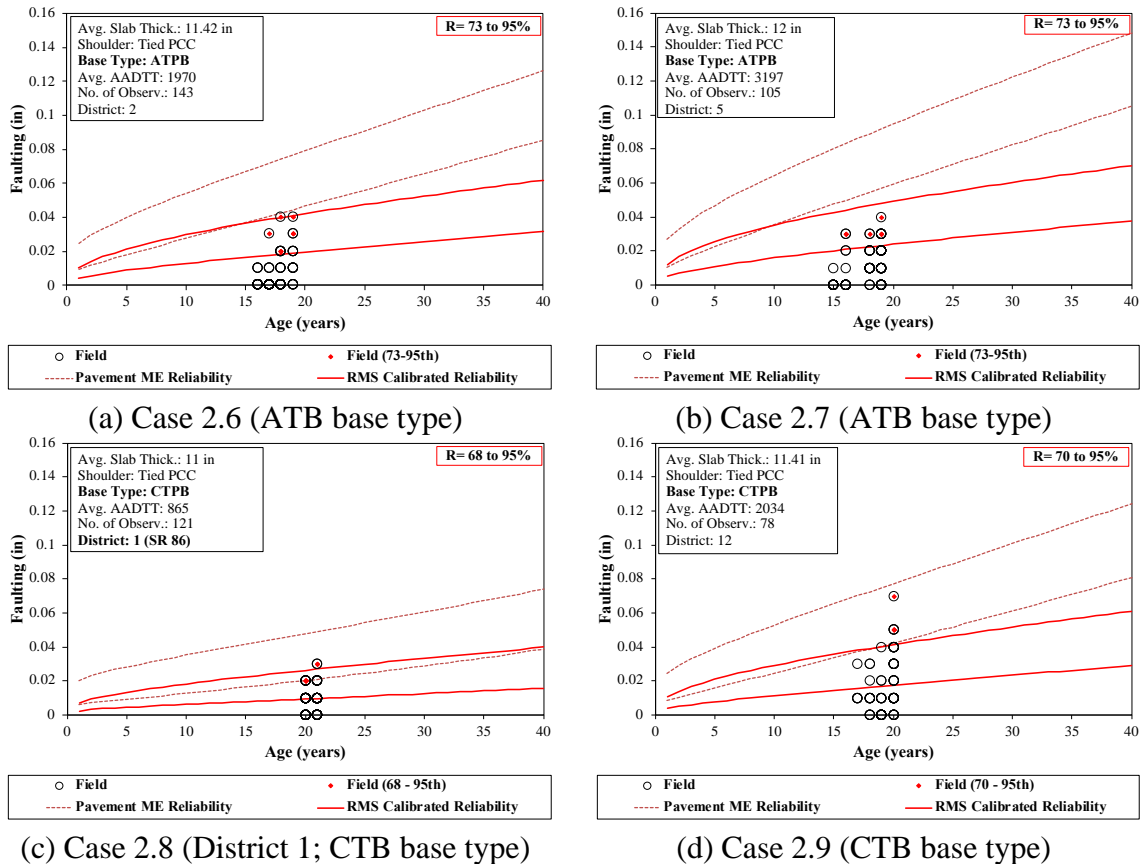 0.16
0.14
0.12
0.1
0.08
0.06
0.04
0.02
0
Faulting (in)
Avg. Slab Thick.: 11.42 in
Shoulder: Tied PCC
Base Type: ATPB
Avg. AADTT: 1970
No. of Observ.: 143
District: 2
R= 73 to 95%
0 5 10 15 20 25 30 35 40
Age (years)
Field
Field (73-95th)
Pavement ME Reliability
RMS Calibrated Reliability
(a) Case 2.6 (ATB base type)
0.16
0.14
0.12
0.1
0.08
0.06
0.04
0.02
0
Faulting (in)
Avg. Slab Thick.: 12 in
Shoulder: Tied PCC
Base Type: ATPB
Avg. AADTT: 3197
No. of Observ.: 105
District: 5
R= 73 to 95%
0 5 10 15 20 25 30 35 40
Age (years)
Field
Field (73-95th)
Pavement ME Reliability
RMS Calibrated Reliability
(b) Case 2.7 (ATB base type)
0.16
0.14
0.12
0.1
0.08
0.06
0.04
0.02
0
Faulting (in)
Avg. Slab Thick.: 11 in
Shoulder: Tied PCC
Base Type: CTPB
Avg. AADTT: 865
No. of Observ.: 121
District: 1 (SR 86)
R= 68 to 95%
0 5 10 15 20 25 30 35 40
Age (years)
Field
Field (68 - 95th)
Pavement ME Reliability
RMS Calibrated Reliability
(c) Case 2.8 (District 1; CTB base type)
0.16
0.14
0.12
0.1
0.08
0.06
0.04
0.02
0
Faulting (in)
Avg. Slab Thick.: 11.41 in
Shoulder: Tied PCC
Base Type: CTPB
Avg. AADTT: 2034
No. of Observ.: 78
District: 12
R= 70 to 95%
0 5 10 15 20 25 30 35 40
Age (years)
Field
Field (70 - 95th)
Pavement ME Reliability
RMS Calibrated Reliability
(d) Case 2.9 (CTB base type)